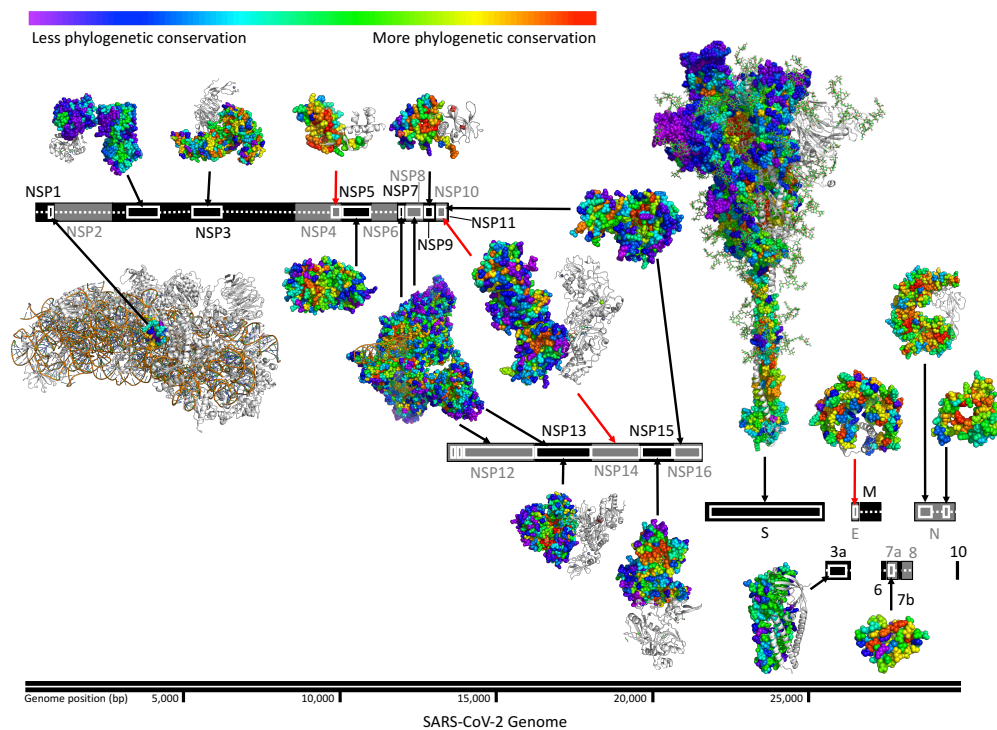 Less phylogenetic conservation
More phylogenetic conservation
NSP1
NSP2
NSP3
NSP4
NSP5
NSP6
NSP7
NSP8
NSP9
NSP10
NSP11
NSP12
NSP13
NSP14
NSP15
NSP16
S
E
M
N
3a
6
7a
8
7b
10
Genome position (bp)
5,000
10,000
15,000
20,000
25,000
SARS-CoV-2 Genome